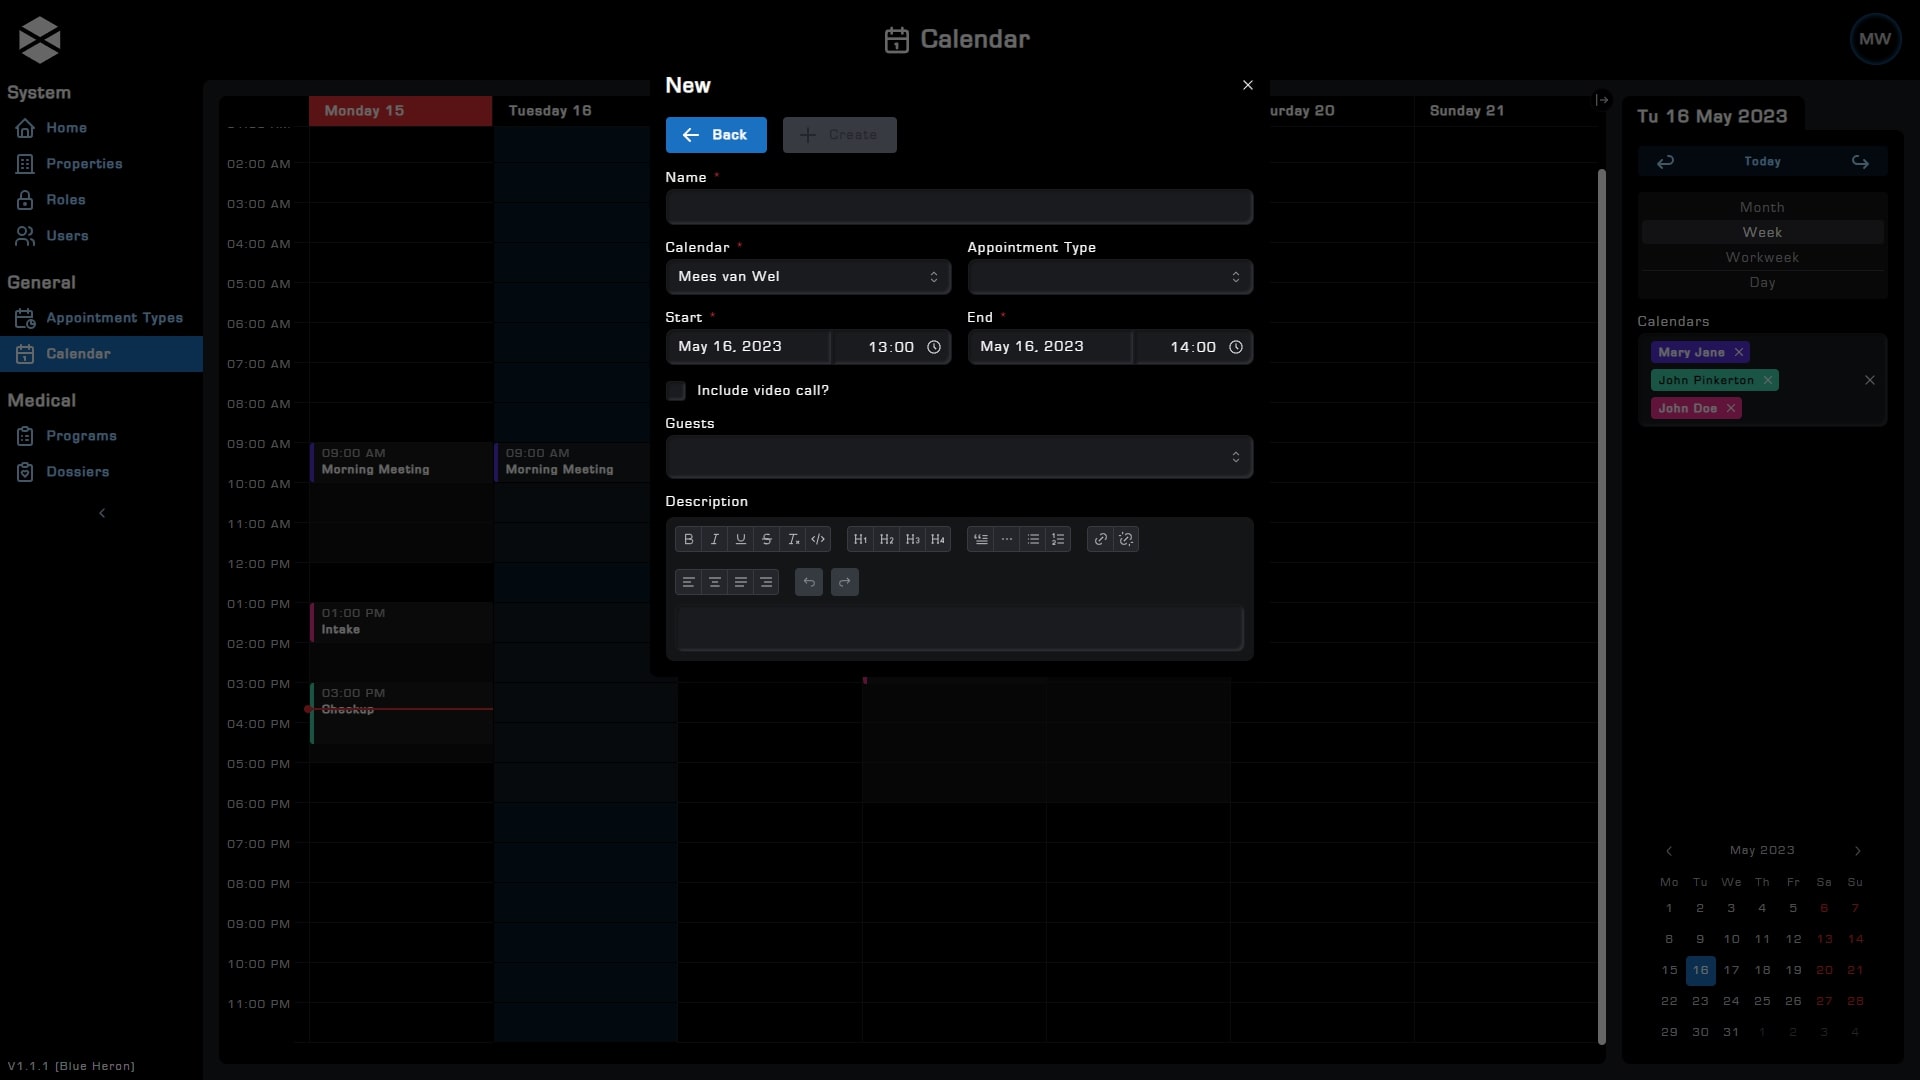 Calendar
MW
System
Home
Properties
Roles
Users
General
Appointment Types
Calendar
Medical
Programs
Dossiers
V1.1.1 [Blue Heron]
Monday 15
Tuesday 16
urday 20
Sunday 21
02:00 AM
03:00 AM
04:00 AM
05:00 AM
06:00 AM
07:00 AM
08:00 AM
09:00 AM
10:00 AM
11:00 AM
12:00 PM
01:00 PM
02:00 PM
03:00 PM
04:00 PM
05:00 PM
06:00 PM
07:00 PM
08:00 PM
09:00 PM
10:00 PM
11:00 PM
09:00 AM
Morning Meeting
01:00 PM
Intake
03:00 PM
Checkup
09:00 AM
Morning Meeting
New
Back
Create
Name *
Calendar *
Appointment Type
Mees van Wel
Start *
End *
May 16, 2023 13:00
May 16, 2023 14:00
Include video call?
Guests
Description
B I U S Tx </> H1 H2 H3 H4
Tu 16 May 2023
Today
Month
Week
Workweek
Day
Calendars
Mary Jane
John Pinkerton
John Doe
May 2023
Mo Tu We Th Fr Sa Su
1 2 3 4 5 6 7
8 9 10 11 12 13 14
15 16 17 18 19 20 21
22 23 24 25 26 27 28
29 30 31 1 2 3 4